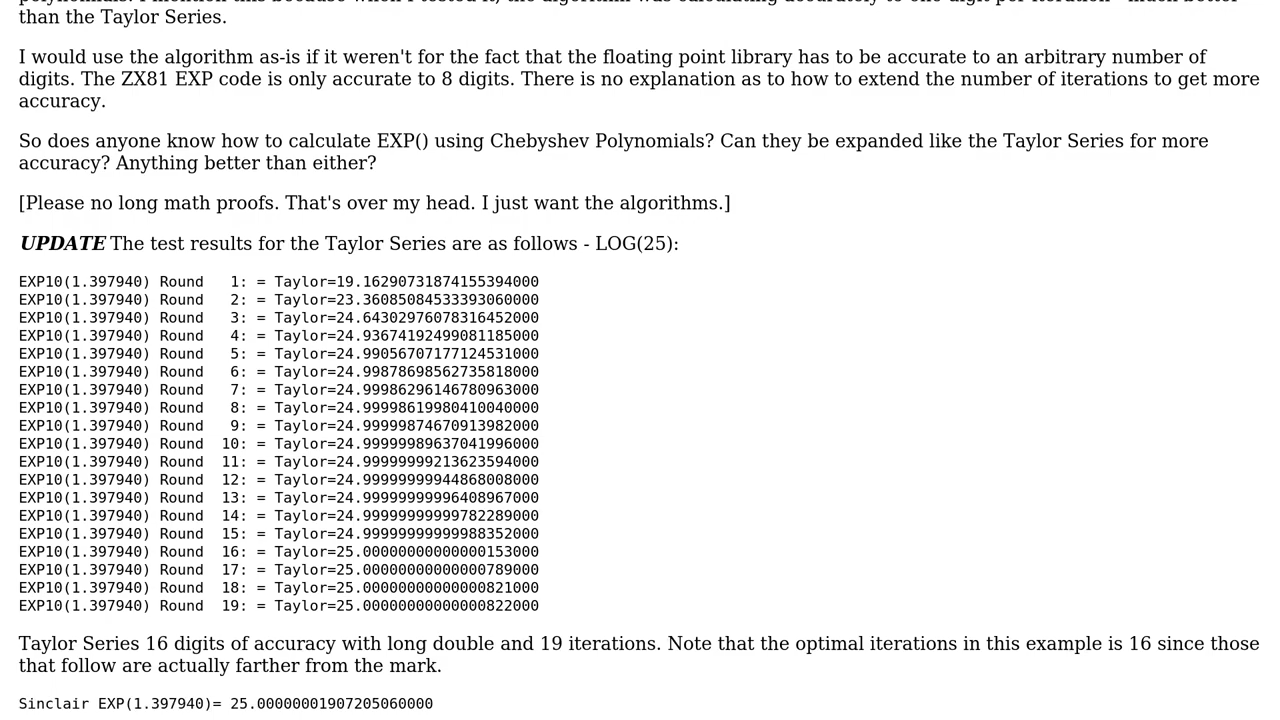 than the Taylor Series.
I would use the algorithm as-is if it weren't for the fact that the floating point library has to be accurate to an arbitrary number of
digits. The ZX81 EXP code is only accurate to 8 digits. There is no explanation as to how to extend the number of iterations to get more
accuracy.
So does anyone know how to calculate EXP() using Chebyshev Polynomials? Can they be expanded like the Taylor Series for more
accuracy? Anything better than either?
[Please no long math proofs. That's over my head. I just want the algorithms.]
UPDATE The test results for the Taylor Series are as follows - LOG(25):
EXP10(1.397940) Round   1: = Taylor=19.16290731874155394000
EXP10(1.397940) Round   2: = Taylor=23.36085084533393060000
EXP10(1.397940) Round   3: = Taylor=24.64302976078316452000
EXP10(1.397940) Round   4: = Taylor=24.93674192499081185000
EXP10(1.397940) Round   5: = Taylor=24.99056707177124531000
EXP10(1.397940) Round   6: = Taylor=24.99878698562735818000
EXP10(1.397940) Round   7: = Taylor=24.99986296146780963000
EXP10(1.397940) Round   8: = Taylor=24.99998619980410040000
EXP10(1.397940) Round   9: = Taylor=24.99999874670913982000
EXP10(1.397940) Round  10: = Taylor=24.99999989637041996000
EXP10(1.397940) Round  11: = Taylor=24.99999999213623594000
EXP10(1.397940) Round  12: = Taylor=24.99999999944868008000
EXP10(1.397940) Round  13: = Taylor=24.99999999996408967000
EXP10(1.397940) Round  14: = Taylor=24.99999999999782289000
EXP10(1.397940) Round  15: = Taylor=24.99999999999988352000
EXP10(1.397940) Round  16: = Taylor=25.00000000000000153000
EXP10(1.397940) Round  17: = Taylor=25.00000000000000789000
EXP10(1.397940) Round  18: = Taylor=25.00000000000000821000
EXP10(1.397940) Round  19: = Taylor=25.00000000000000822000
Taylor Series 16 digits of accuracy with long double and 19 iterations. Note that the optimal iterations in this example is 16 since those
that follow are actually farther from the mark.
Sinclair EXP(1.397940)= 25.00000001907205060000